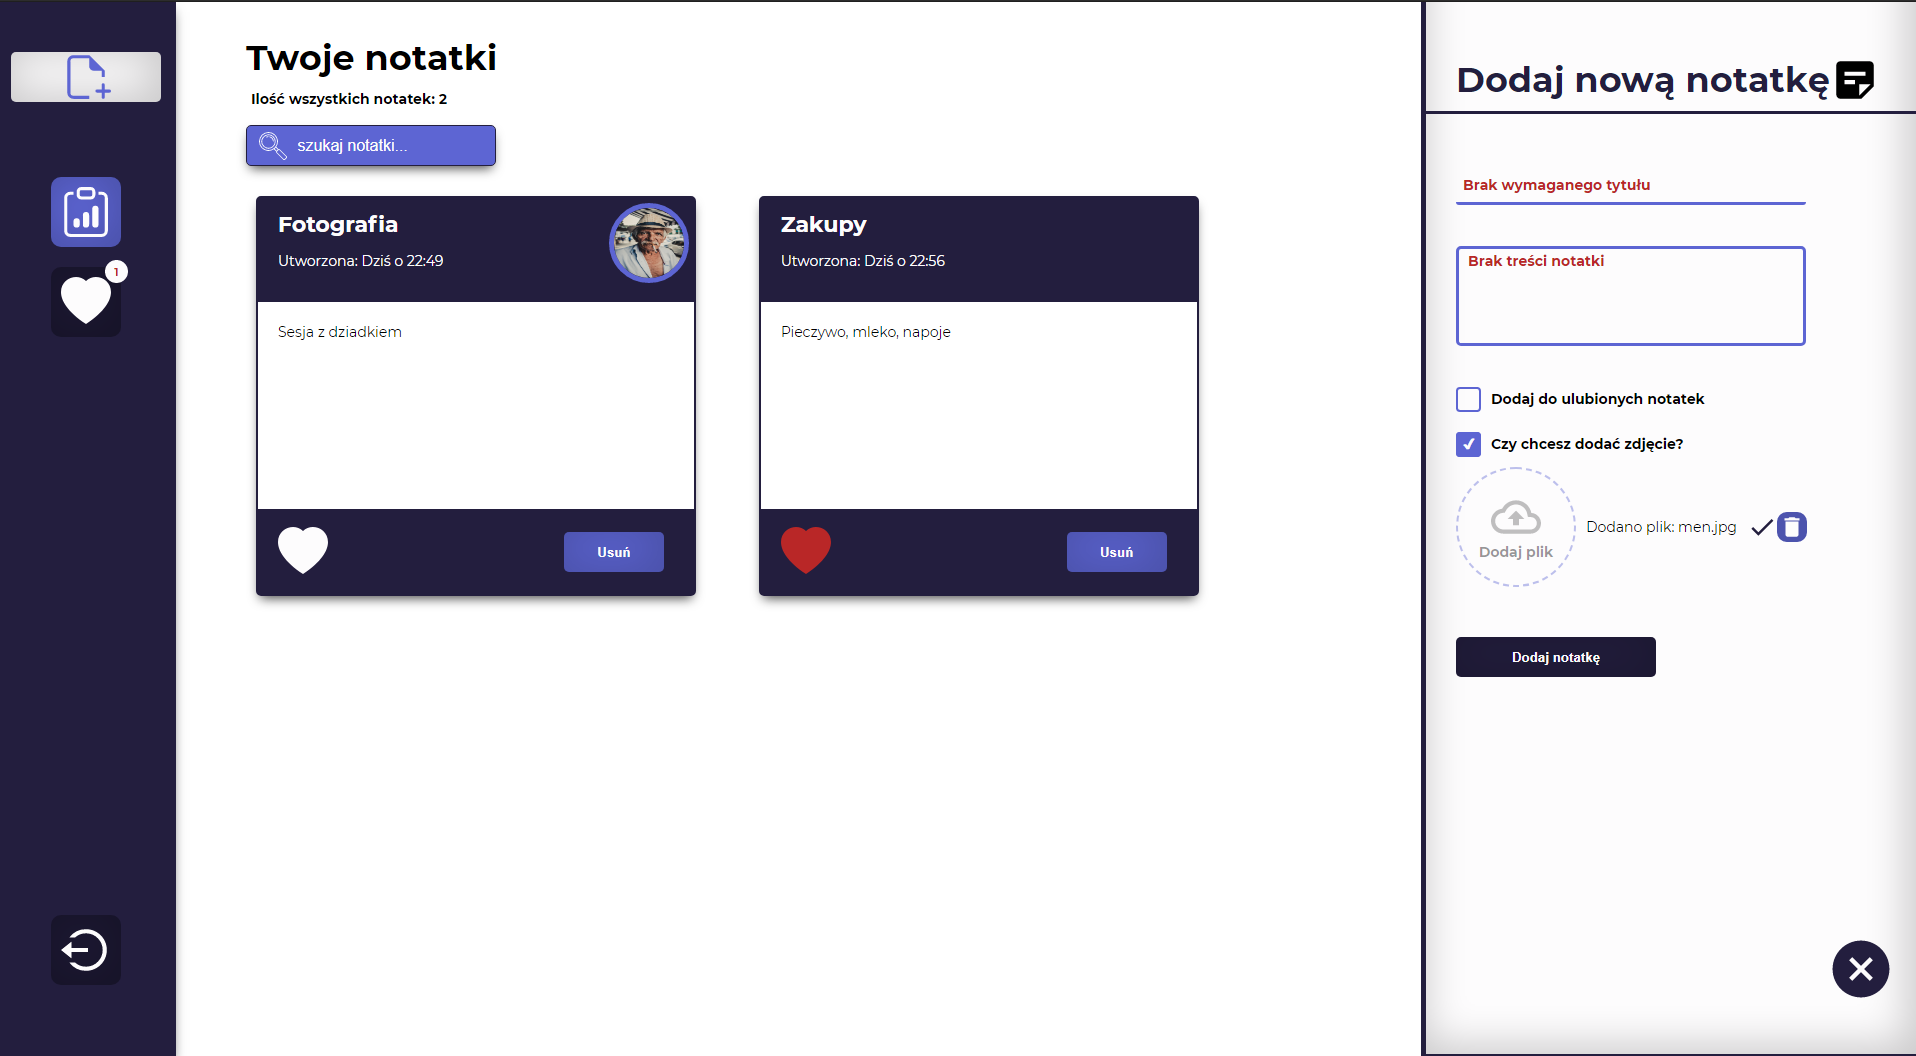 1
Twoje notatki
Ilość wszystkich notatek: 2
szukaj notatki...
Fotografia
Utworzona: Dziś o 22:49
Sesja z dziadkiem
Usuń
Zakupy
Utworzona: Dziś o 22:56
Pieczywo, mleko, napoje
Usuń
Dodaj nową notatkę
Brak wymaganego tytułu
Brak treści notatki
Dodaj do ulubionych notatek
Czy chcesz dodać zdjęcie?
Dodaj plik
Dodano plik: men.jpg
Dodaj notatkę